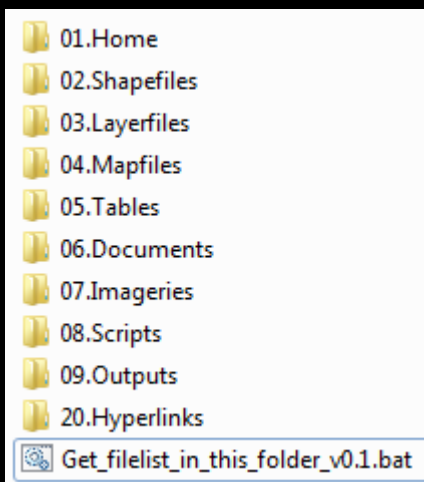 01.Home
02.Shapefiles
03.Layerfiles
04.Mapfiles
05.Tables
06.Documents
07.Imageries
08.Scripts
09.Outputs
20.Hyperlinks
Get_filelist_in_this_folder_v0.1.bat